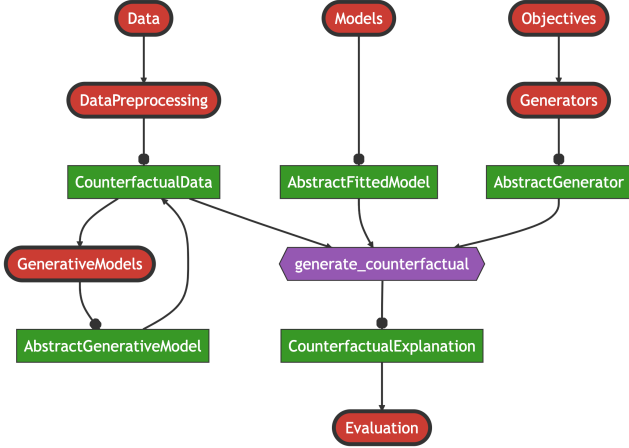 Data
Models
Objectives
DataPreprocessing
Generators
CounterfactualData
AbstractFittedModel
AbstractGenerator
GenerativeModels
generate_counterfactual
AbstractGenerativeModel
CounterfactualExplanation
Evaluation